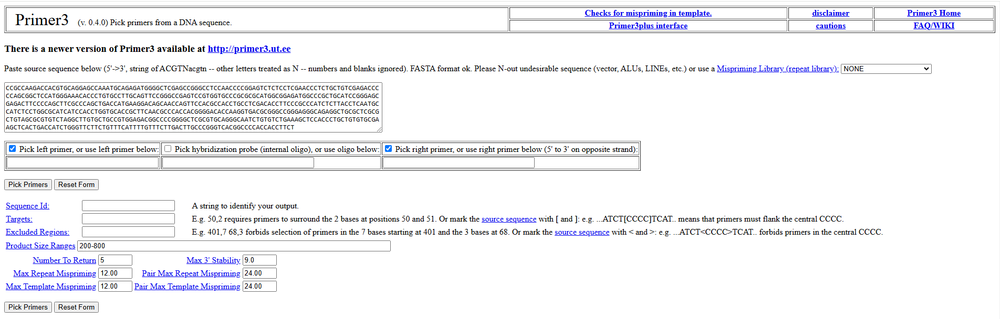 Primer3 (v. 0.4.0) Pick primers from a DNA sequence.
Checks for mispriming in template. disclaimer Primer3 Home
Primer3plus interface cautions FAQ/WIKI
There is a newer version of Primer3 available at http://primer3.ut.ee
Paste source sequence below (5'->3', string of ACGTNacgtn -- other letters treated as N -- numbers and blanks ignored). FASTA format ok. Please N-out undesirable sequence (vector, ALUs, LINEs, etc.) or use a Mispriming Library (repeat library): NONE
CCGCCAAGACCACGTGCAGGAGCCAAATGCAGAGATGGGGCTCGAGCCGGGCCTCCAACCCCGGAGTCTCTCCTCGAACCCTCTGCTGTCGAGACCC
CCAGCGGCTCCATGGGAAACACCCTGTGCCTTGCAGTTCCGGGCCGAGTCCGTGGTGCCCGCGCGCATGGCGGAGATGGCCCGCTGCATCCGGGAGC
GAGACTTCCCCAGCTTCGCCCAGCTGACCATGAAGGACAGCAACCAGTTCCACGCCACCTGCCTCGACACCTTCCCGCCCATCTCTTACCTCAATGC
CATCTCCTGGCGCATCATCCACCTGGTGCACCGCTTCAACGCCCACCACGGGGACACCAAGGTGACGCGGGCCGGGAGGGCAGAGGCTGCGCTCGCG
CTGTAGCGCGTGTCTAGGCTTGTGCTGCCGTGGAGACGGCCCCGGGGCTCGCGTGCAGGGCAATCTGTGTCTGAAAGCTCCACCCTGCTGTGTGCGA
AGCTCACTGACCATCTGGGTTCTTCTGTTTCATTTTGTTTCTTGACTTGCCCGGGTCACGGCCCCACCACCTTCT
Pick left primer, or use left primer below: Pick hybridization probe (internal oligo), or use oligo below: Pick right primer, or use right primer below (5' to 3' on opposite strand):
Pick Primers Reset Form
Sequence Id: A string to identify your output.
Targets: E.g. 50,2 requires primers to surround the 2 bases at positions 50 and 51. Or mark the source sequence with [ and ]: e.g. ...ATCT[CCCC]TCAT.. means that primers must flank the central CCCC.
Excluded Regions: E.g. 401,7 68,3 forbids selection of primers in the 7 bases starting at 401 and the 3 bases at 68. Or mark the source sequence with < and >: e.g. ...ATCT<CCCC>TCAT.. forbids primers in the central CCCC.
Product Size Ranges 200-800
Number To Return 5 Max 3' Stability 9.0
Max Repeat Mispriming 12.00 Pair Max Repeat Mispriming 24.00
Max Template Mispriming 12.00 Pair Max Template Mispriming 24.00
Pick Primers Reset Form